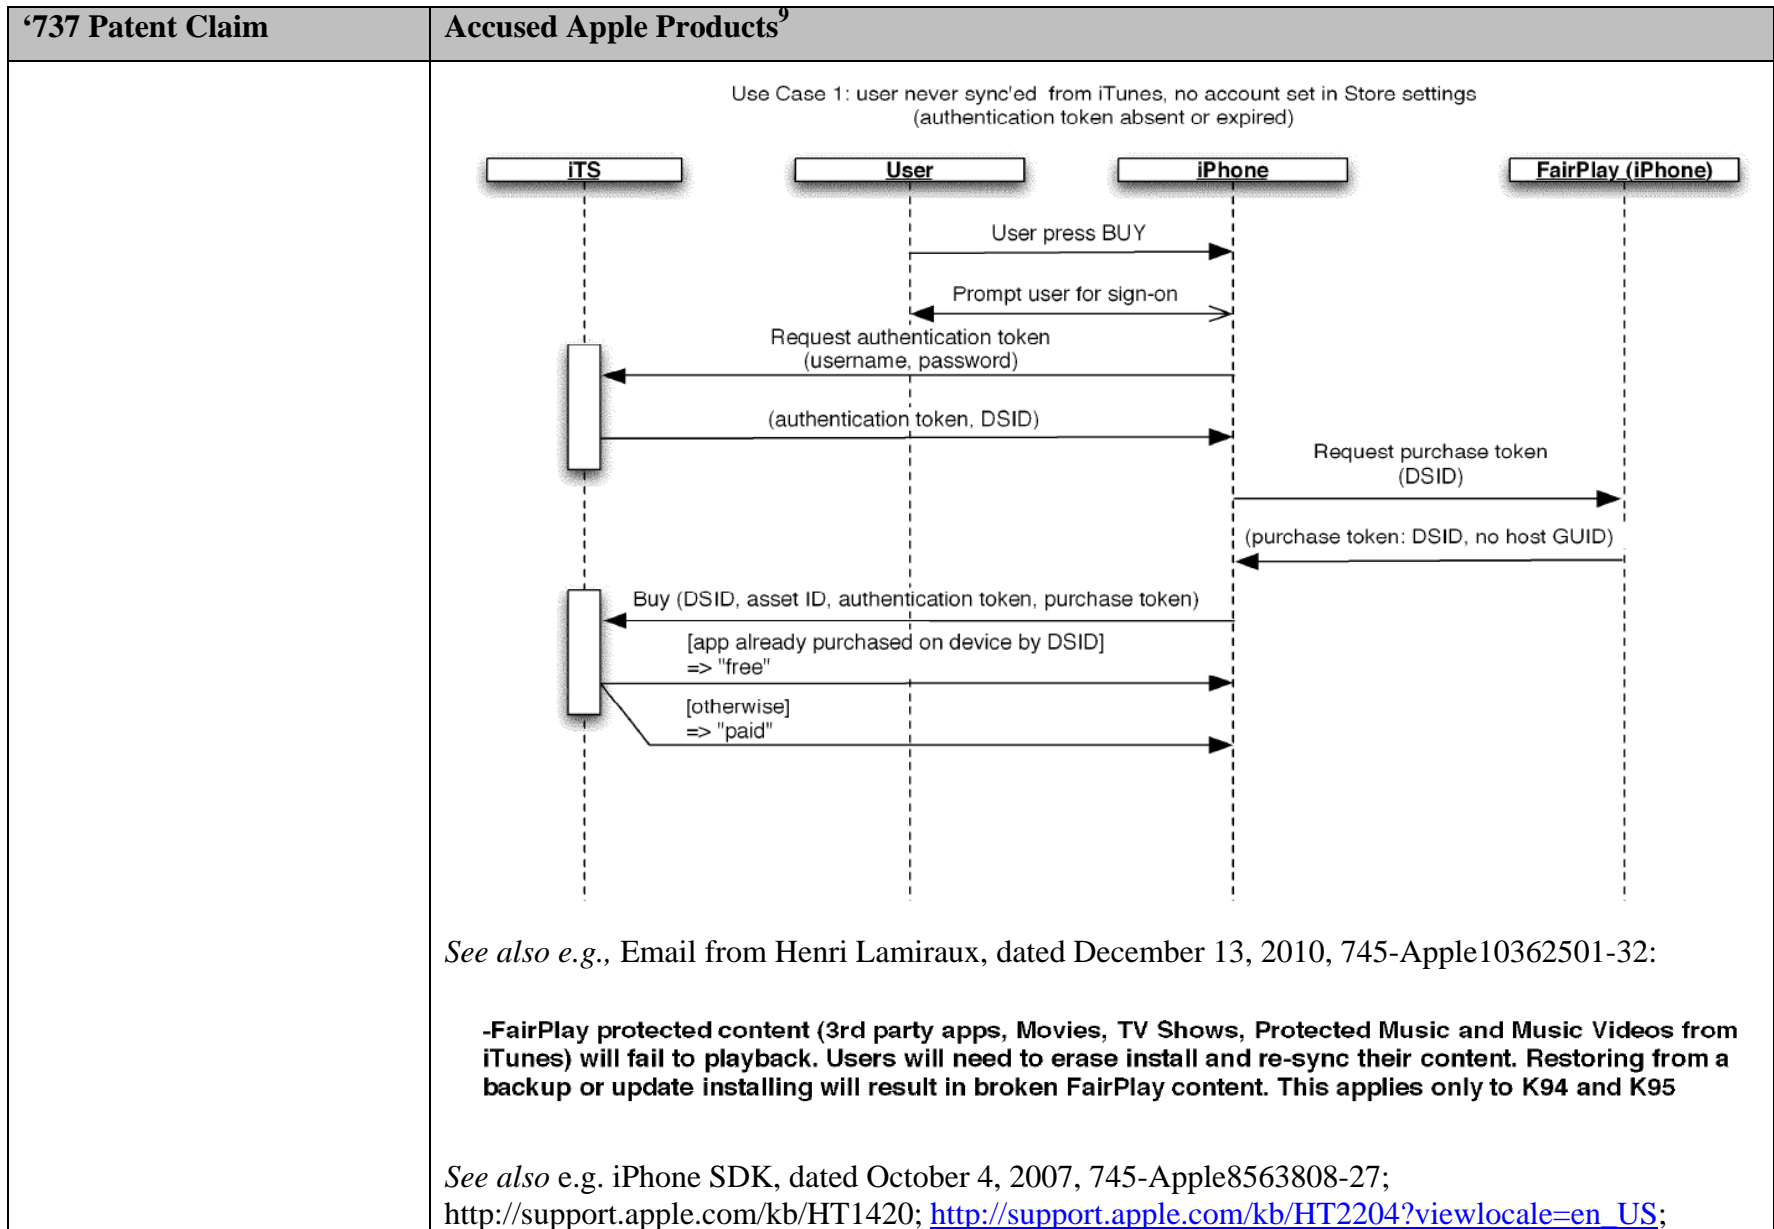 ‘737 Patent Claim
Accused Apple Products9
Use Case 1: user never sync'ed from iTunes, no account set in Store settings
(authentication token absent or expired)
iTS
User
iPhone
FairPlay (iPhone)
User press BUY
Prompt user for sign-on
Request authentication token
(username, password)
(authentication token, DSID)
Request purchase token
(DSID)
(purchase token: DSID, no host GUID)
Buy (DSID, asset ID, authentication token, purchase token)
[app already purchased on device by DSID]
=> "free"
[otherwise]
=> "paid"
See also e.g., Email from Henri Lamiraux, dated December 13, 2010, 745-Apple10362501-32:
-FairPlay protected content (3rd party apps, Movies, TV Shows, Protected Music and Music Videos from
iTunes) will fail to playback. Users will need to erase install and re-sync their content. Restoring from a
backup or update installing will result in broken FairPlay content. This applies only to K94 and K95
See also e.g. iPhone SDK, dated October 4, 2007, 745-Apple8563808-27;
http://support.apple.com/kb/HT1420; http://support.apple.com/kb/HT2204?viewlocale=en_US;